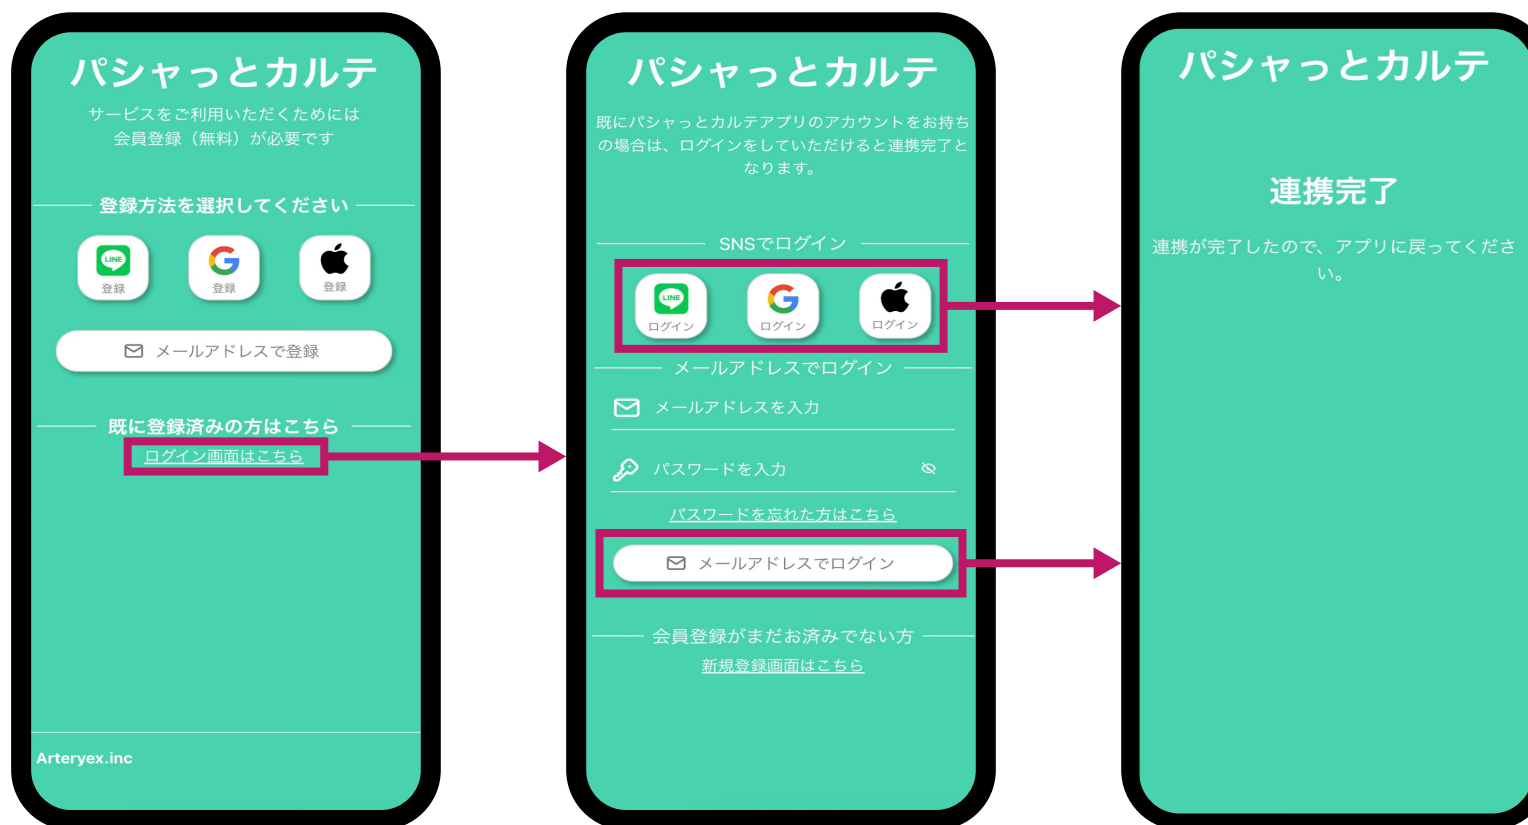 パシャっとカルテ
サービスをご利用いただくためには
会員登録（無料）が必要です
登録方法を選択してください
LINE
登録
登録
登録
メールアドレスで登録
既に登録済みの方はこちら
ログイン画面はこちら
Arteryex.inc
パシャっとカルテ
既にパシャっとカルテアプリのアカウントをお持ち
の場合は、ログインをしていただけると連携完了と
なります。
SNSでログイン
LINE
ログイン
ログイン
ログイン
メールアドレスでログイン
メールアドレスを入力
パスワードを入力
パスワードを忘れた方はこちら
メールアドレスでログイン
会員登録がまだお済みでない方
新規登録画面はこちら
パシャっとカルテ
連携完了
連携が完了したので、アプリに戻ってくださ
い。